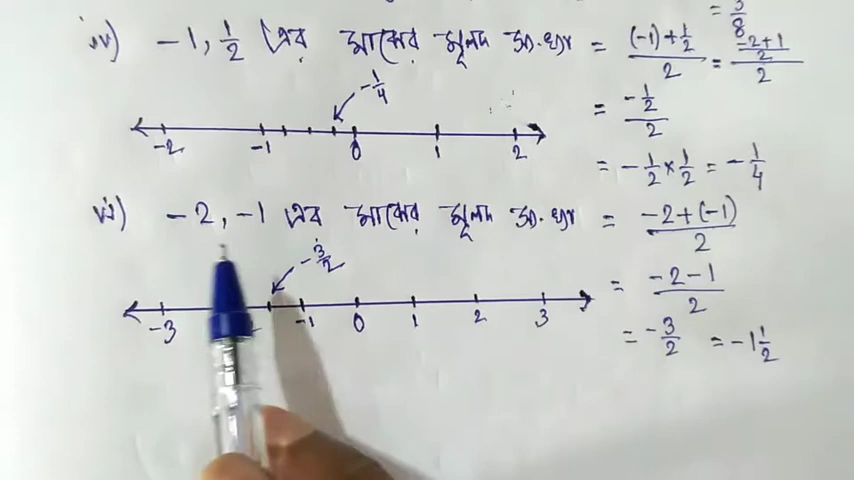 = 3/8
iv) -1, 1/2 এর মাঝের মূলদ সং.খ্যা = ((-1) + 1/2)/2 = ((-2+1)/2)/2
-1/4
= (-1/2)/2
-2 -1 0 1 2
= -1/2 × 1/2 = -1/4
-2, -1 এর মাঝের মূলদ সং.খ্যা = (-2+(-1))/2
-3/2
= (-2-1)/2
-3 -1 0 1 2 3
= -3/2 = -1 1/2